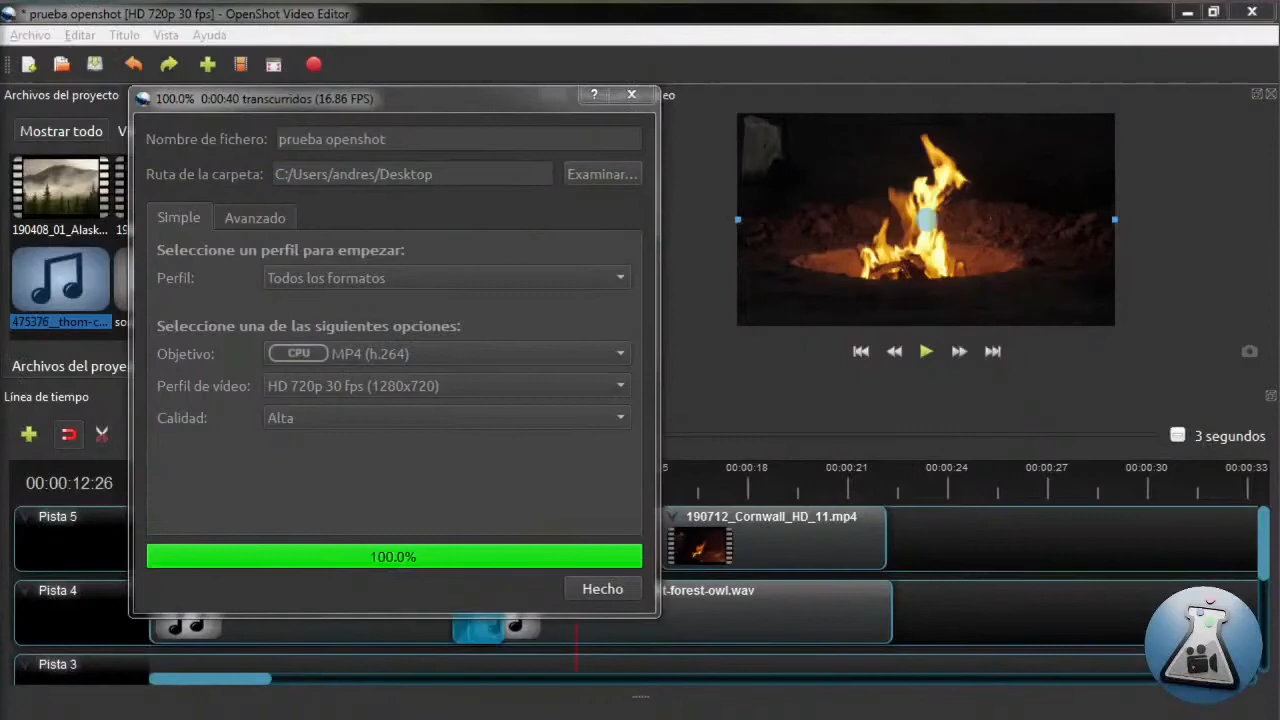 * prueba openshot [HD 720p 30 fps] - OpenShot Video Editor
Archivo Editar Título Vista Ayuda
Archivos del proyecto
Mostrar todo V
190408_01_Alask...
475376__thom-c...
Archivos del proye
100.0% 0:00:40 transcurridos (16.86 FPS)
Nombre de fichero: prueba openshot
Ruta de la carpeta: C:/Users/andres/Desktop Examinar...
Simple Avanzado
Seleccione un perfil para empezar:
Perfil: Todos los formatos
Seleccione una de las siguientes opciones:
Objetivo: CPU MP4 (h.264)
Perfil de vídeo: HD 720p 30 fps (1280x720)
Calidad: Alta
100.0%
Hecho
eo
Línea de tiempo
3 segundos
00:00:12:26
00:00:18 00:00:21 00:00:24 00:00:27 00:00:30 00:00:33
Pista 5
190712_Cornwall_HD_11.mp4
Pista 4
t-forest-owl.wav
Pista 3